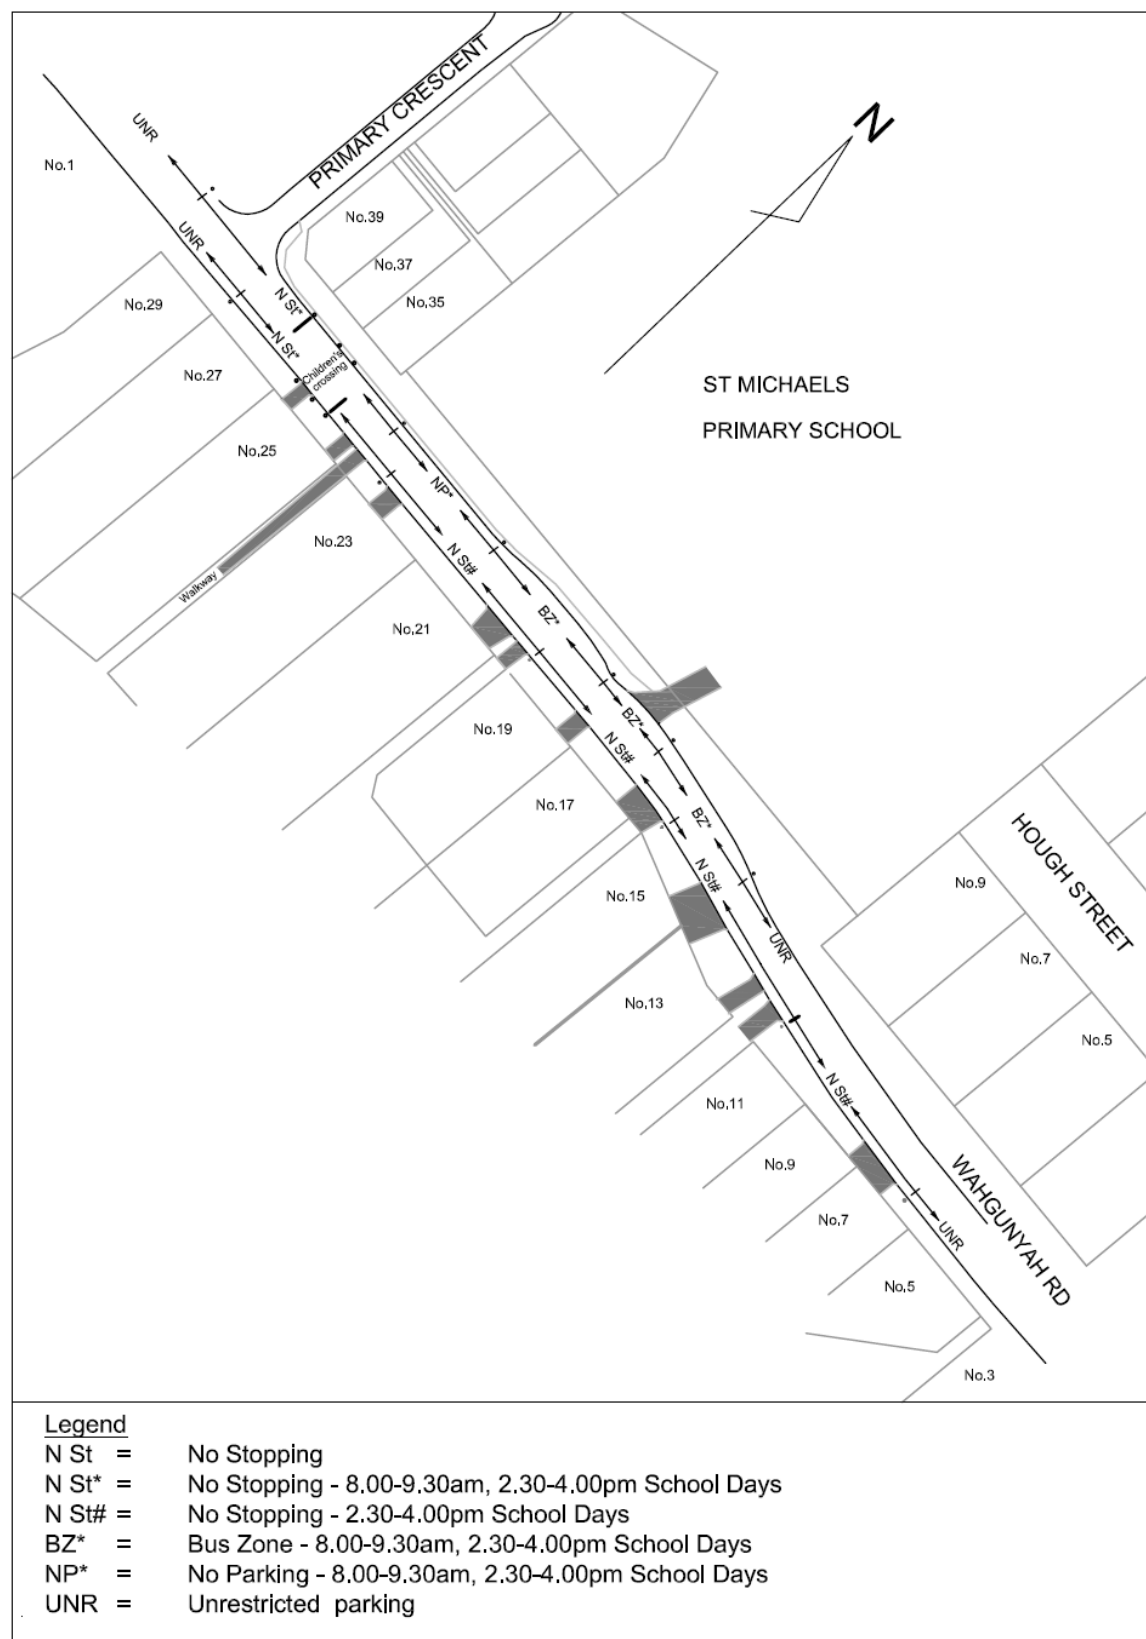 PRIMARY CRESCENT
N
UNR
No.1
No.39
UNR
No.37
N St*
No.35
No.29
N St*
Children's
crossing
No.27
ST MICHAELS
PRIMARY SCHOOL
No.25
NP*
No.23
N St#
Walkway
BZ*
No.21
BZ*
No.19
N St#
No.17
BZ*
HOUGH STREET
N St#
No.9
No.15
UNR
No.7
No.13
No.5
N St#
No.11
No.9
WAHGUNYAH RD
No.7
UNR
No.5
No.3
Legend
N St = No Stopping
N St* = No Stopping - 8.00-9.30am, 2.30-4.00pm School Days
N St# = No Stopping - 2.30-4.00pm School Days
BZ* = Bus Zone - 8.00-9.30am, 2.30-4.00pm School Days
NP* = No Parking - 8.00-9.30am, 2.30-4.00pm School Days
UNR = Unrestricted parking